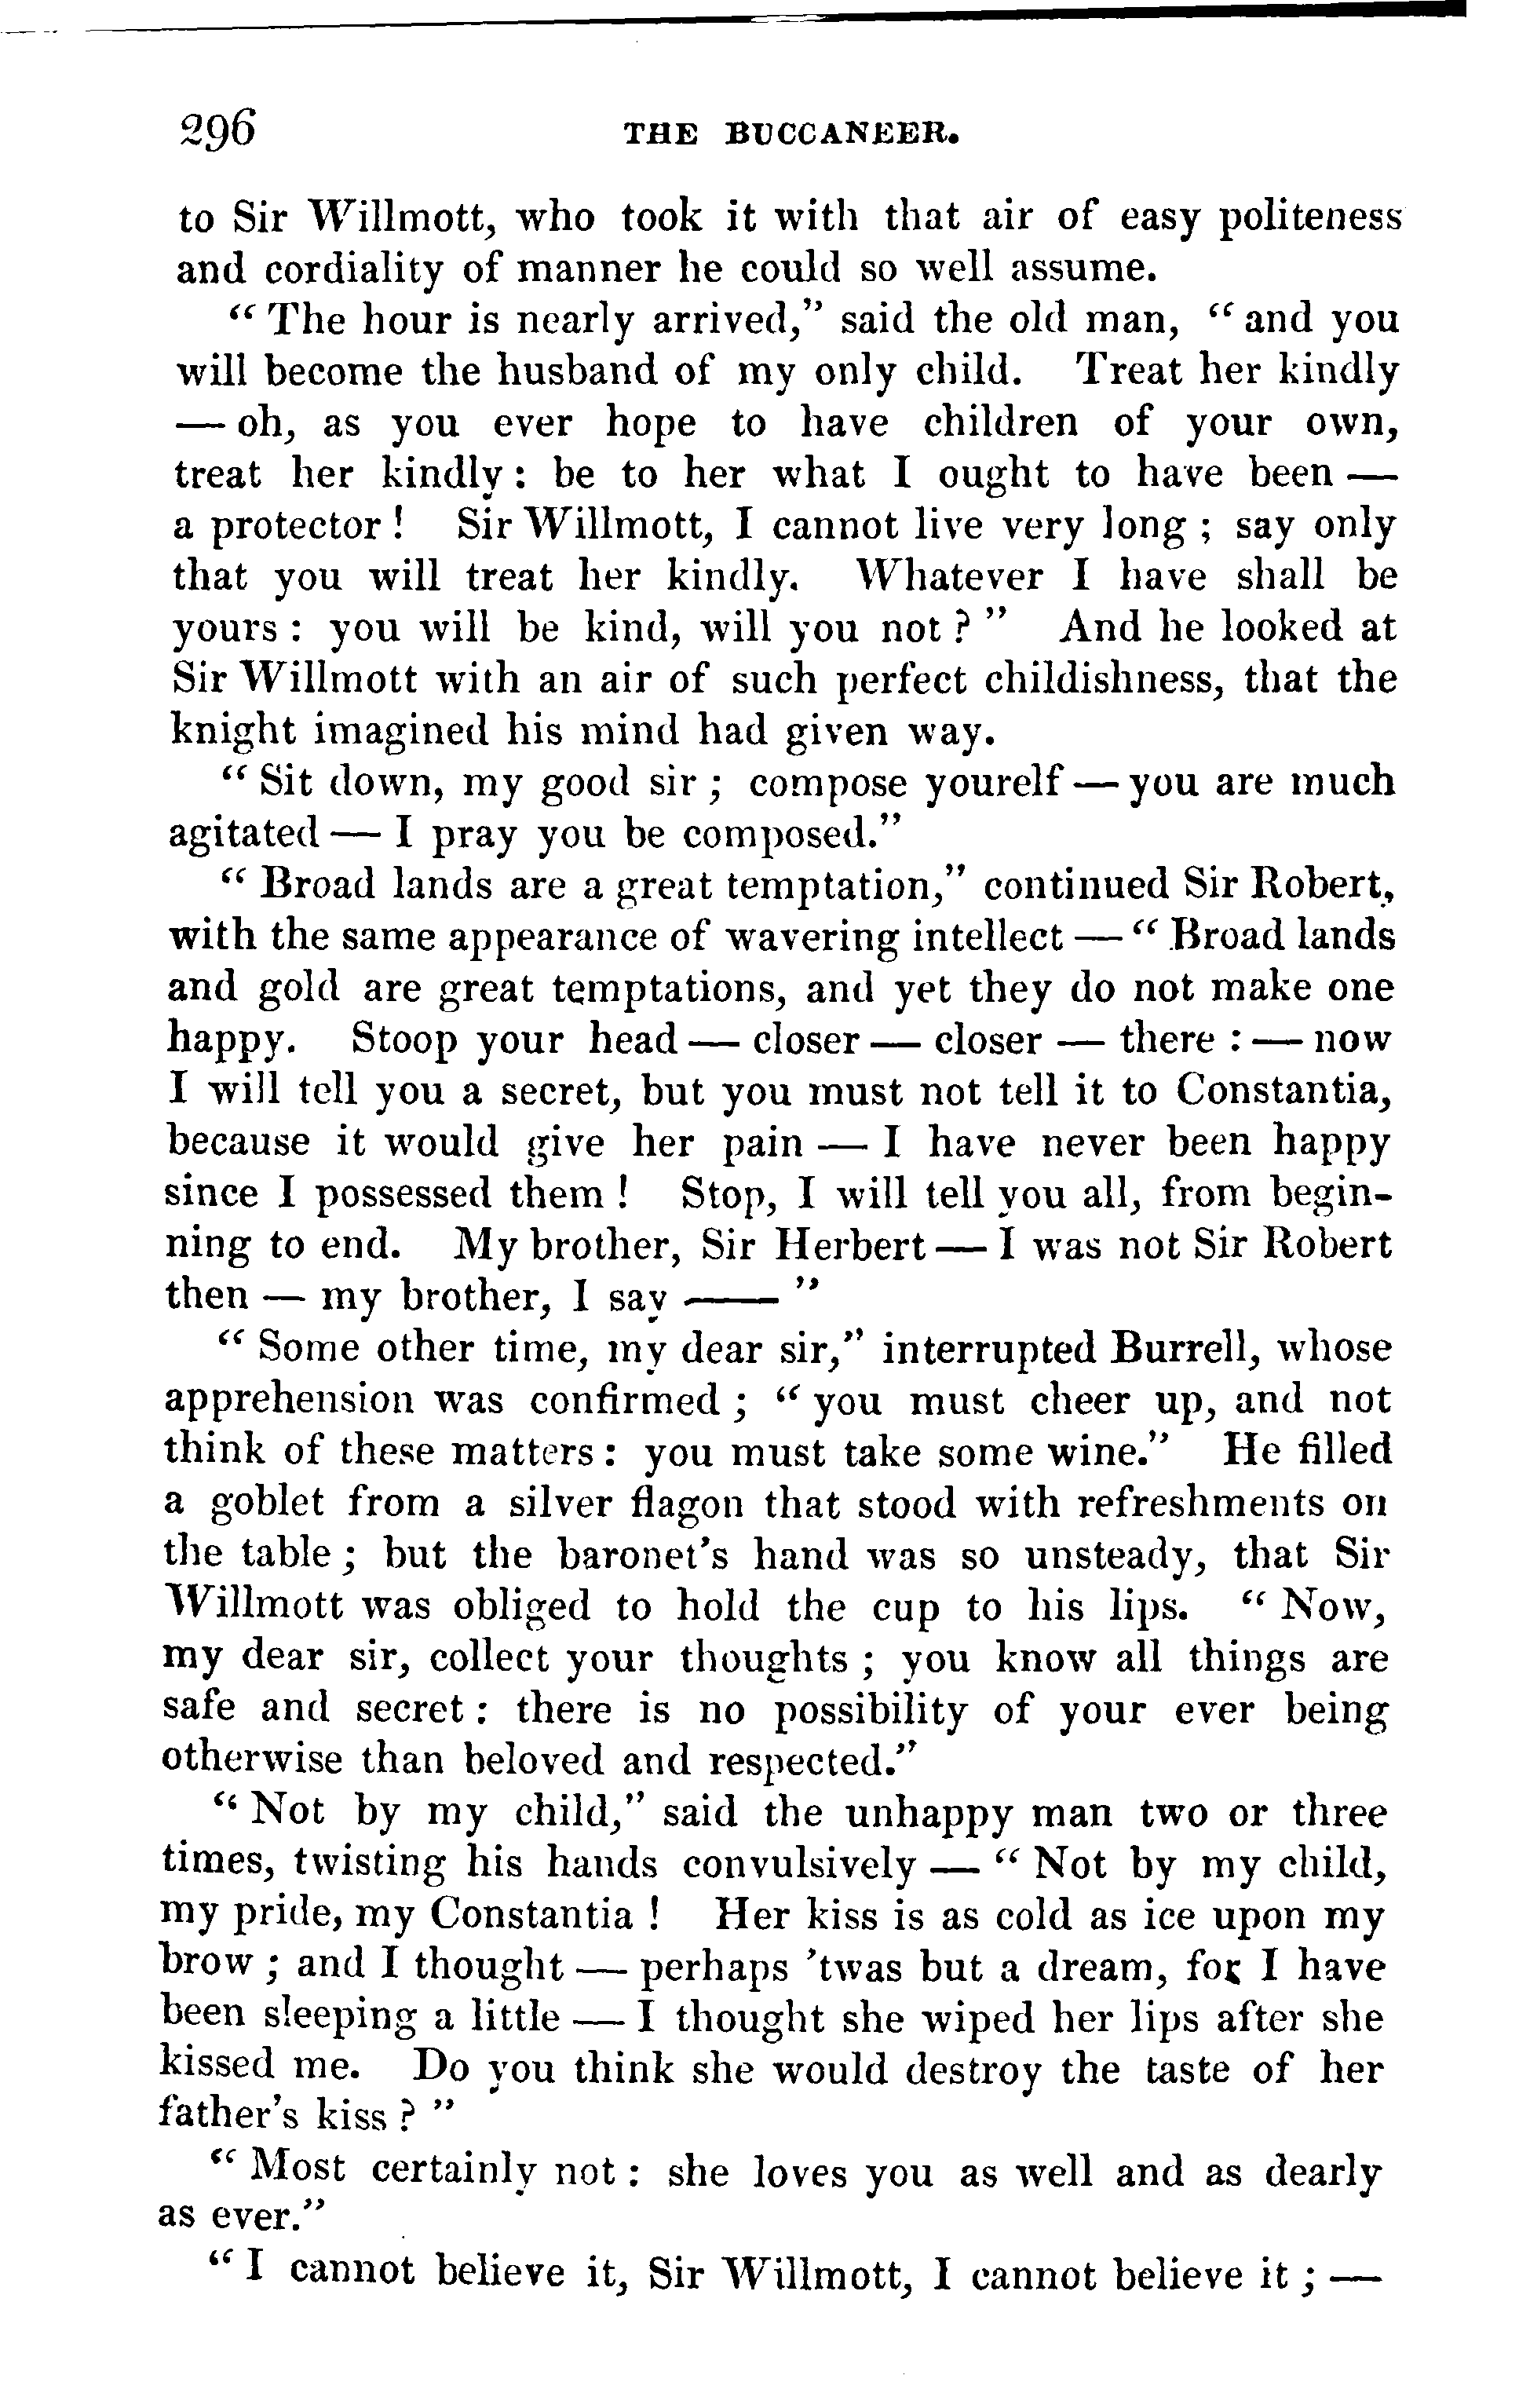 296 THE BUCCANEER.
to Sir Willmott, who took it with that air of easy politeness
and cordiality of manner he could so well assume.
“ The hour is nearly arrived,” said the old man, “ and you
will become the husband of my only child. Treat her kindly
— oh, as you ever hope to have children of your own,
treat her kindly : be to her what I ought to have been —
a protector ! Sir Willmott, I cannot live very long ; say only
that you will treat her kindly. Whatever I have shall be
yours : you will be kind, will you not ? ” And he looked at
Sir Willmott with an air of such perfect childishness, that the
knight imagined his mind had given way.
“ Sit down, my good sir ; compose yourelf — you are much
agitated — I pray you be composed.”
“ Broad lands are a great temptation,” continued Sir Robert,
with the same appearance of wavering intellect — “ Broad lands
and gold are great temptations, and yet they do not make one
happy. Stoop your head — closer — closer — there : — now
I will tell you a secret, but you must not tell it to Constantia,
because it would give her pain — I have never been happy
since I possessed them ! Stop, I will tell you all, from begin-
ning to end. My brother, Sir Herbert — I was not Sir Robert
then — my brother, I say —— ”
“ Some other time, my dear sir,” interrupted Burrell, whose
apprehension was confirmed ; “ you must cheer up, and not
think of these matters : you must take some wine.” He filled
a goblet from a silver flagon that stood with refreshments on
the table ; but the baronet’s hand was so unsteady, that Sir
Willmott was obliged to hold the cup to his lips. “ Now,
my dear sir, collect your thoughts ; you know all things are
safe and secret : there is no possibility of your ever being
otherwise than beloved and respected.”
“ Not by my child,” said the unhappy man two or three
times, twisting his hands convulsively — “ Not by my child,
my pride, my Constantia ! Her kiss is as cold as ice upon my
brow ; and I thought — perhaps ’twas but a dream, for I have
been sleeping a little — I thought she wiped her lips after she
kissed me. Do you think she would destroy the taste of her
father’s kiss ? ”
“ Most certainly not : she loves you as well and as dearly
as ever.”
“ I cannot believe it, Sir Willmott, I cannot believe it ; —